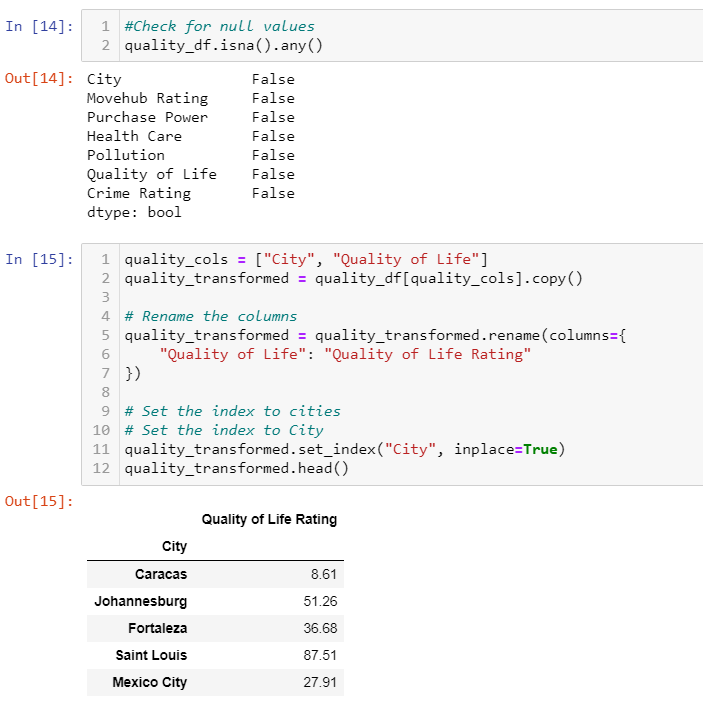 In [14]: 1 #Check for null values
2 quality_df.isna().any()
Out[14]: City False
Movehub Rating False
Purchase Power False
Health Care False
Pollution False
Quality of Life False
Crime Rating False
dtype: bool
In [15]: 1 quality_cols = ["City", "Quality of Life"]
2 quality_transformed = quality_df[quality_cols].copy()
3
4 # Rename the columns
5 quality_transformed = quality_transformed.rename(columns={
6     "Quality of Life": "Quality of Life Rating"
7 })
8
9 # Set the index to cities
10 # Set the index to City
11 quality_transformed.set_index("City", inplace=True)
12 quality_transformed.head()
Out[15]:
Quality of Life Rating
City
Caracas 8.61
Johannesburg 51.26
Fortaleza 36.68
Saint Louis 87.51
Mexico City 27.91